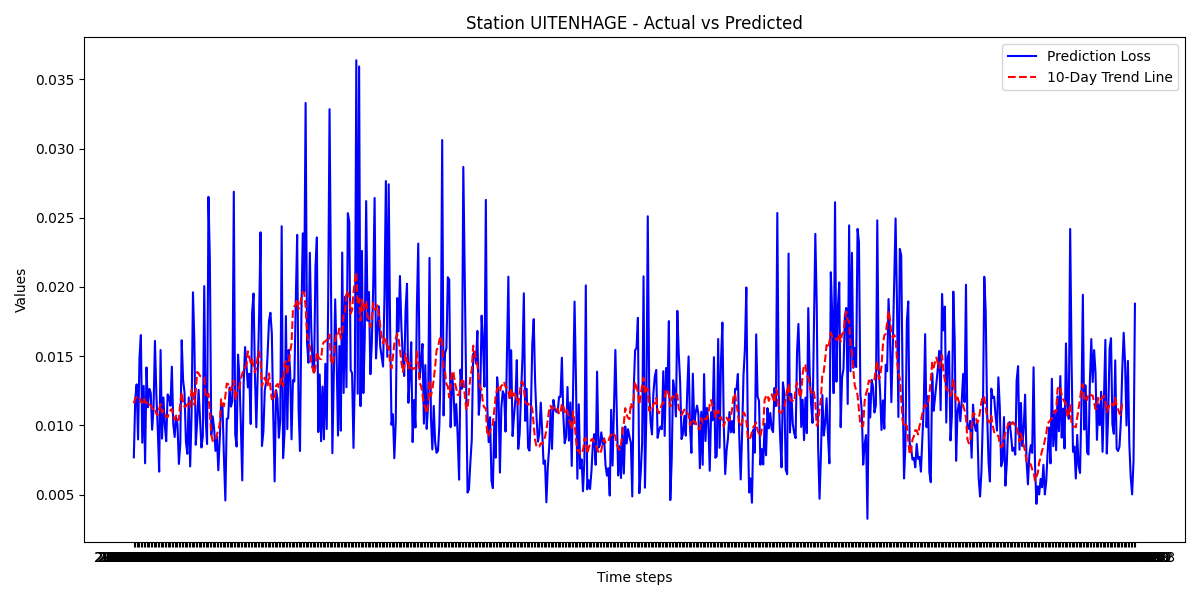 Station UITENHAGE - Actual vs Predicted
Prediction Loss
10-Day Trend Line
Values
0.035
0.030
0.025
0.020
0.015
0.010
0.005
Time steps